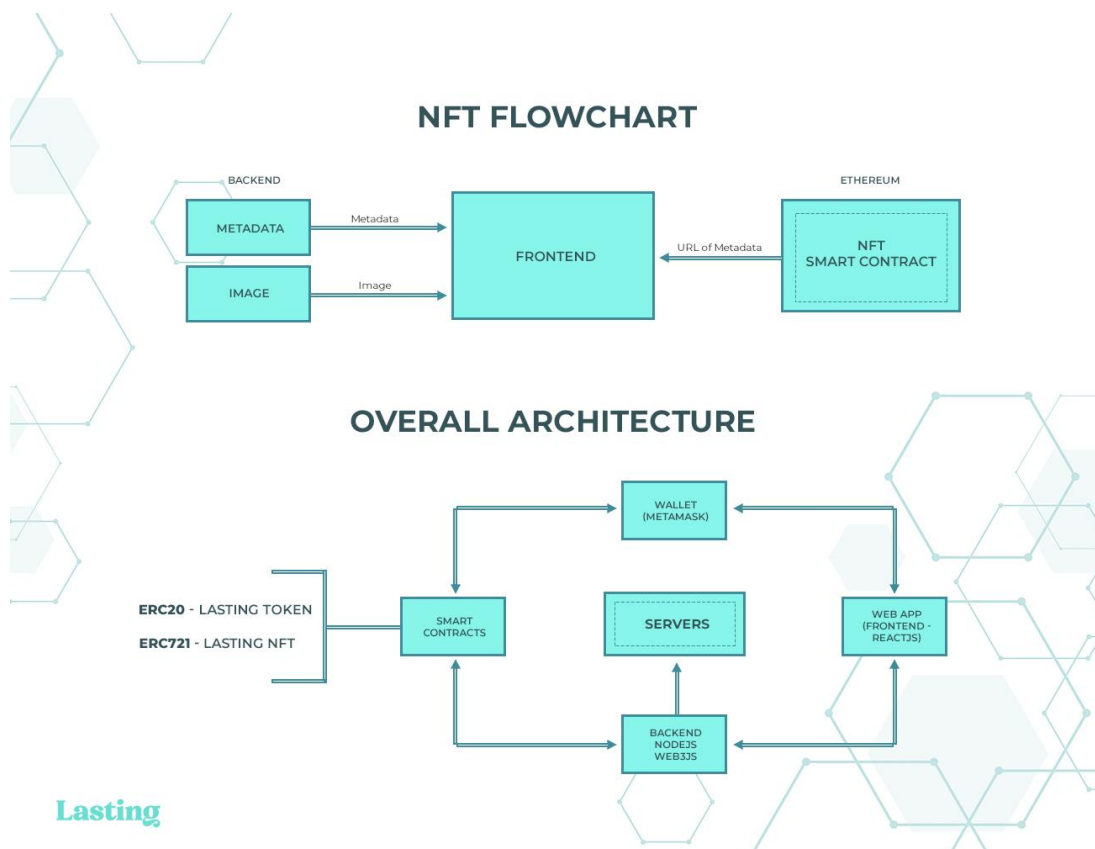 NFT FLOWCHART
BACKEND
ETHEREUM
METADATA
Metadata
FRONTEND
URL of Metadata
NFT
SMART CONTRACT
IMAGE
Image
OVERALL ARCHITECTURE
WALLET
(METAMASK)
ERC20 - LASTING TOKEN
ERC721 - LASTING NFT
SMART
CONTRACTS
SERVERS
WEB APP
(FRONTEND -
REACTJS)
BACKEND
NODEJS
WEB3JS
Lasting